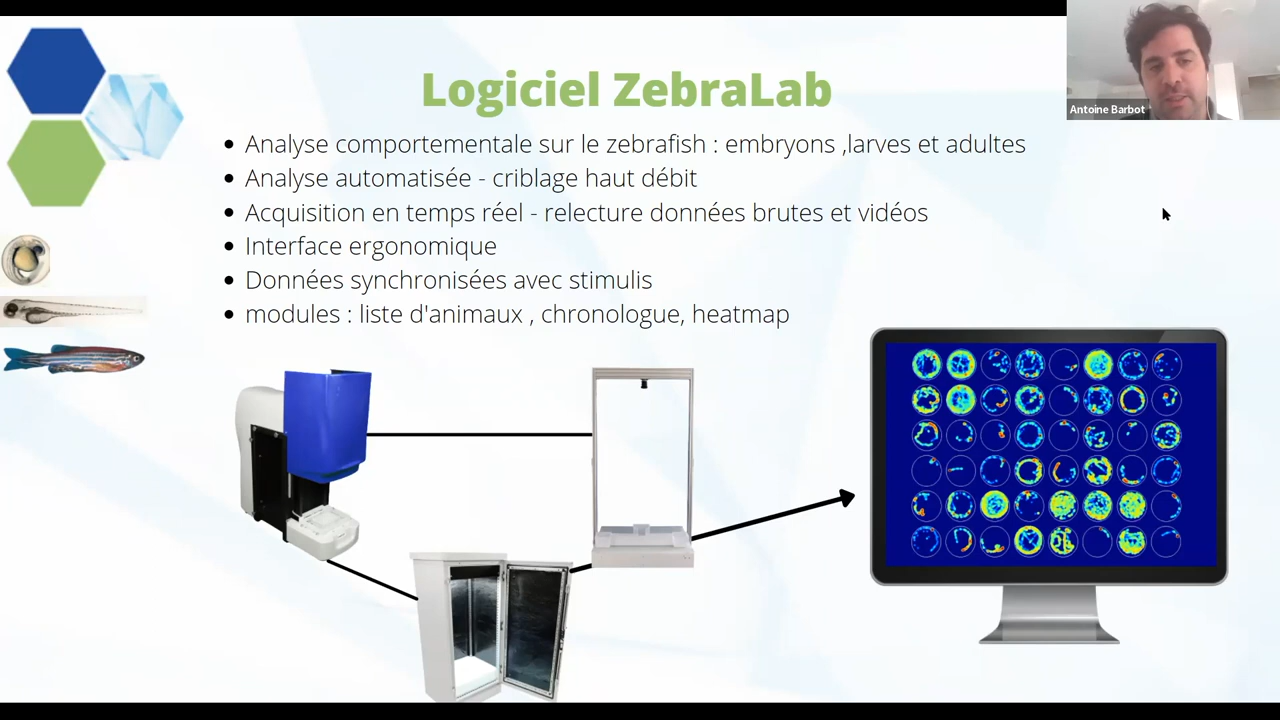 Logiciel ZebraLab
Antoine Barbot
• Analyse comportementale sur le zebrafish : embryons ,larves et adultes
• Analyse automatisée - criblage haut débit
• Acquisition en temps réel - relecture données brutes et vidéos
• Interface ergonomique
• Données synchronisées avec stimulis
• modules : liste d'animaux , chronologue, heatmap